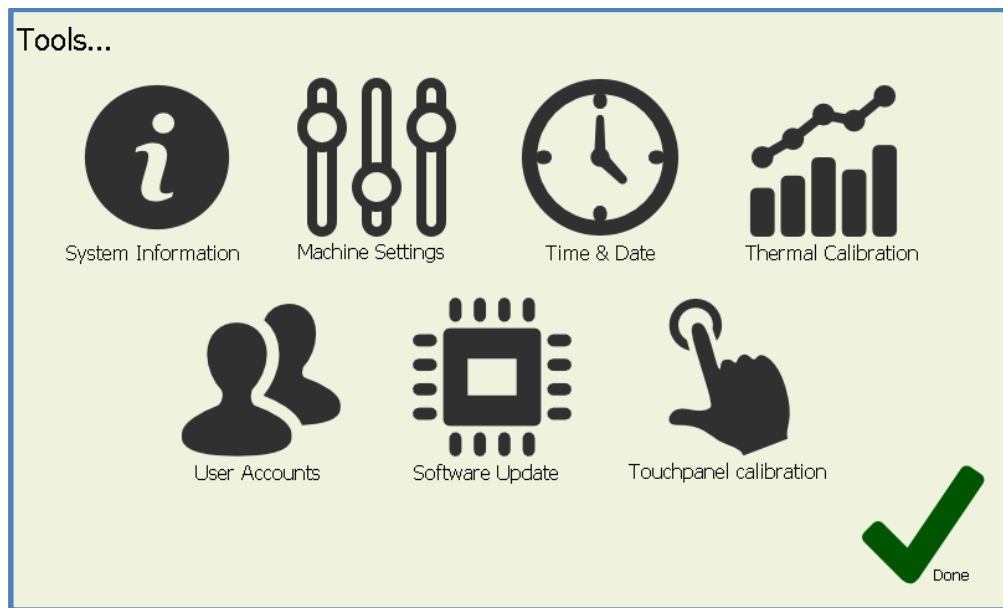 Tools...
System Information
Machine Settings
Time & Date
Thermal Calibration
User Accounts
Software Update
Touchpanel calibration
Done